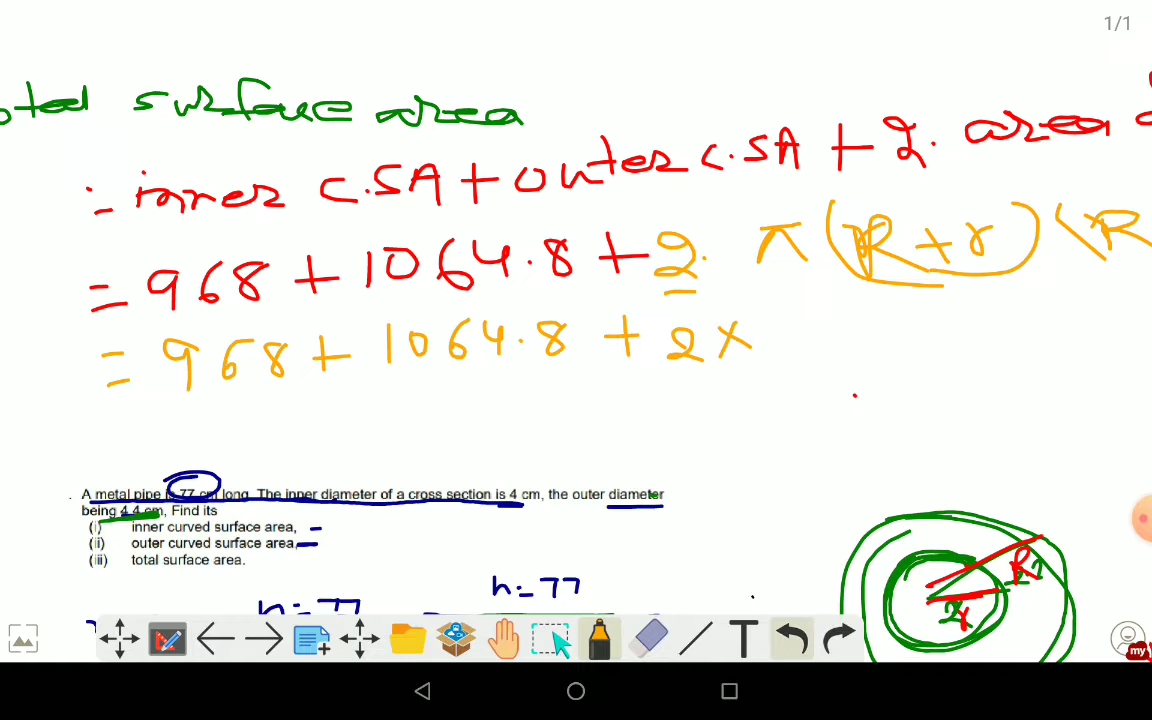 1/1
total surface area
= inner C.SA + outer C.SA + 2. area
= 968 + 1064.8 + 2. π (R + r) (R
= 968 + 1064.8 + 2 x
. A metal pipe is 77 cm long. The inner diameter of a cross section is 4 cm, the outer diameter
being 4.4 cm, Find its
(i) inner curved surface area,
(ii) outer curved surface area,
(iii) total surface area.
h = 77
h = 77
R
r
T
my